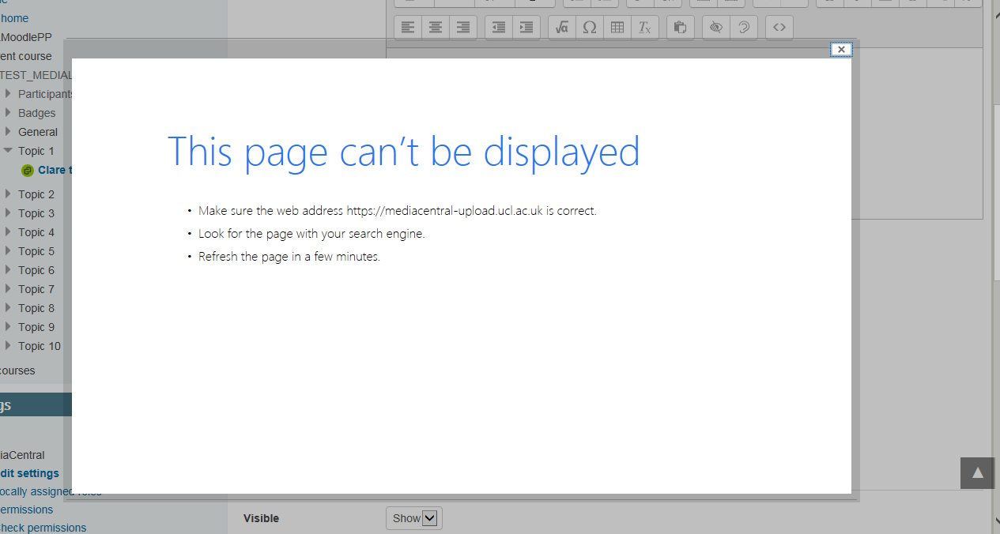 home
MoodlePP
ent course
TEST_MEDIAL
Participants
Badges
General
Topic 1
Clare t
Topic 2
Topic 3
Topic 4
Topic 5
Topic 6
Topic 7
Topic 8
Topic 9
Topic 10
courses
gs
iaCentral
dit settings
ocally assigned roles
ermissions
heck permissions
This page can’t be displayed
• Make sure the web address https://mediacentral-upload.ucl.ac.uk is correct.
• Look for the page with your search engine.
• Refresh the page in a few minutes.
Visible
Show